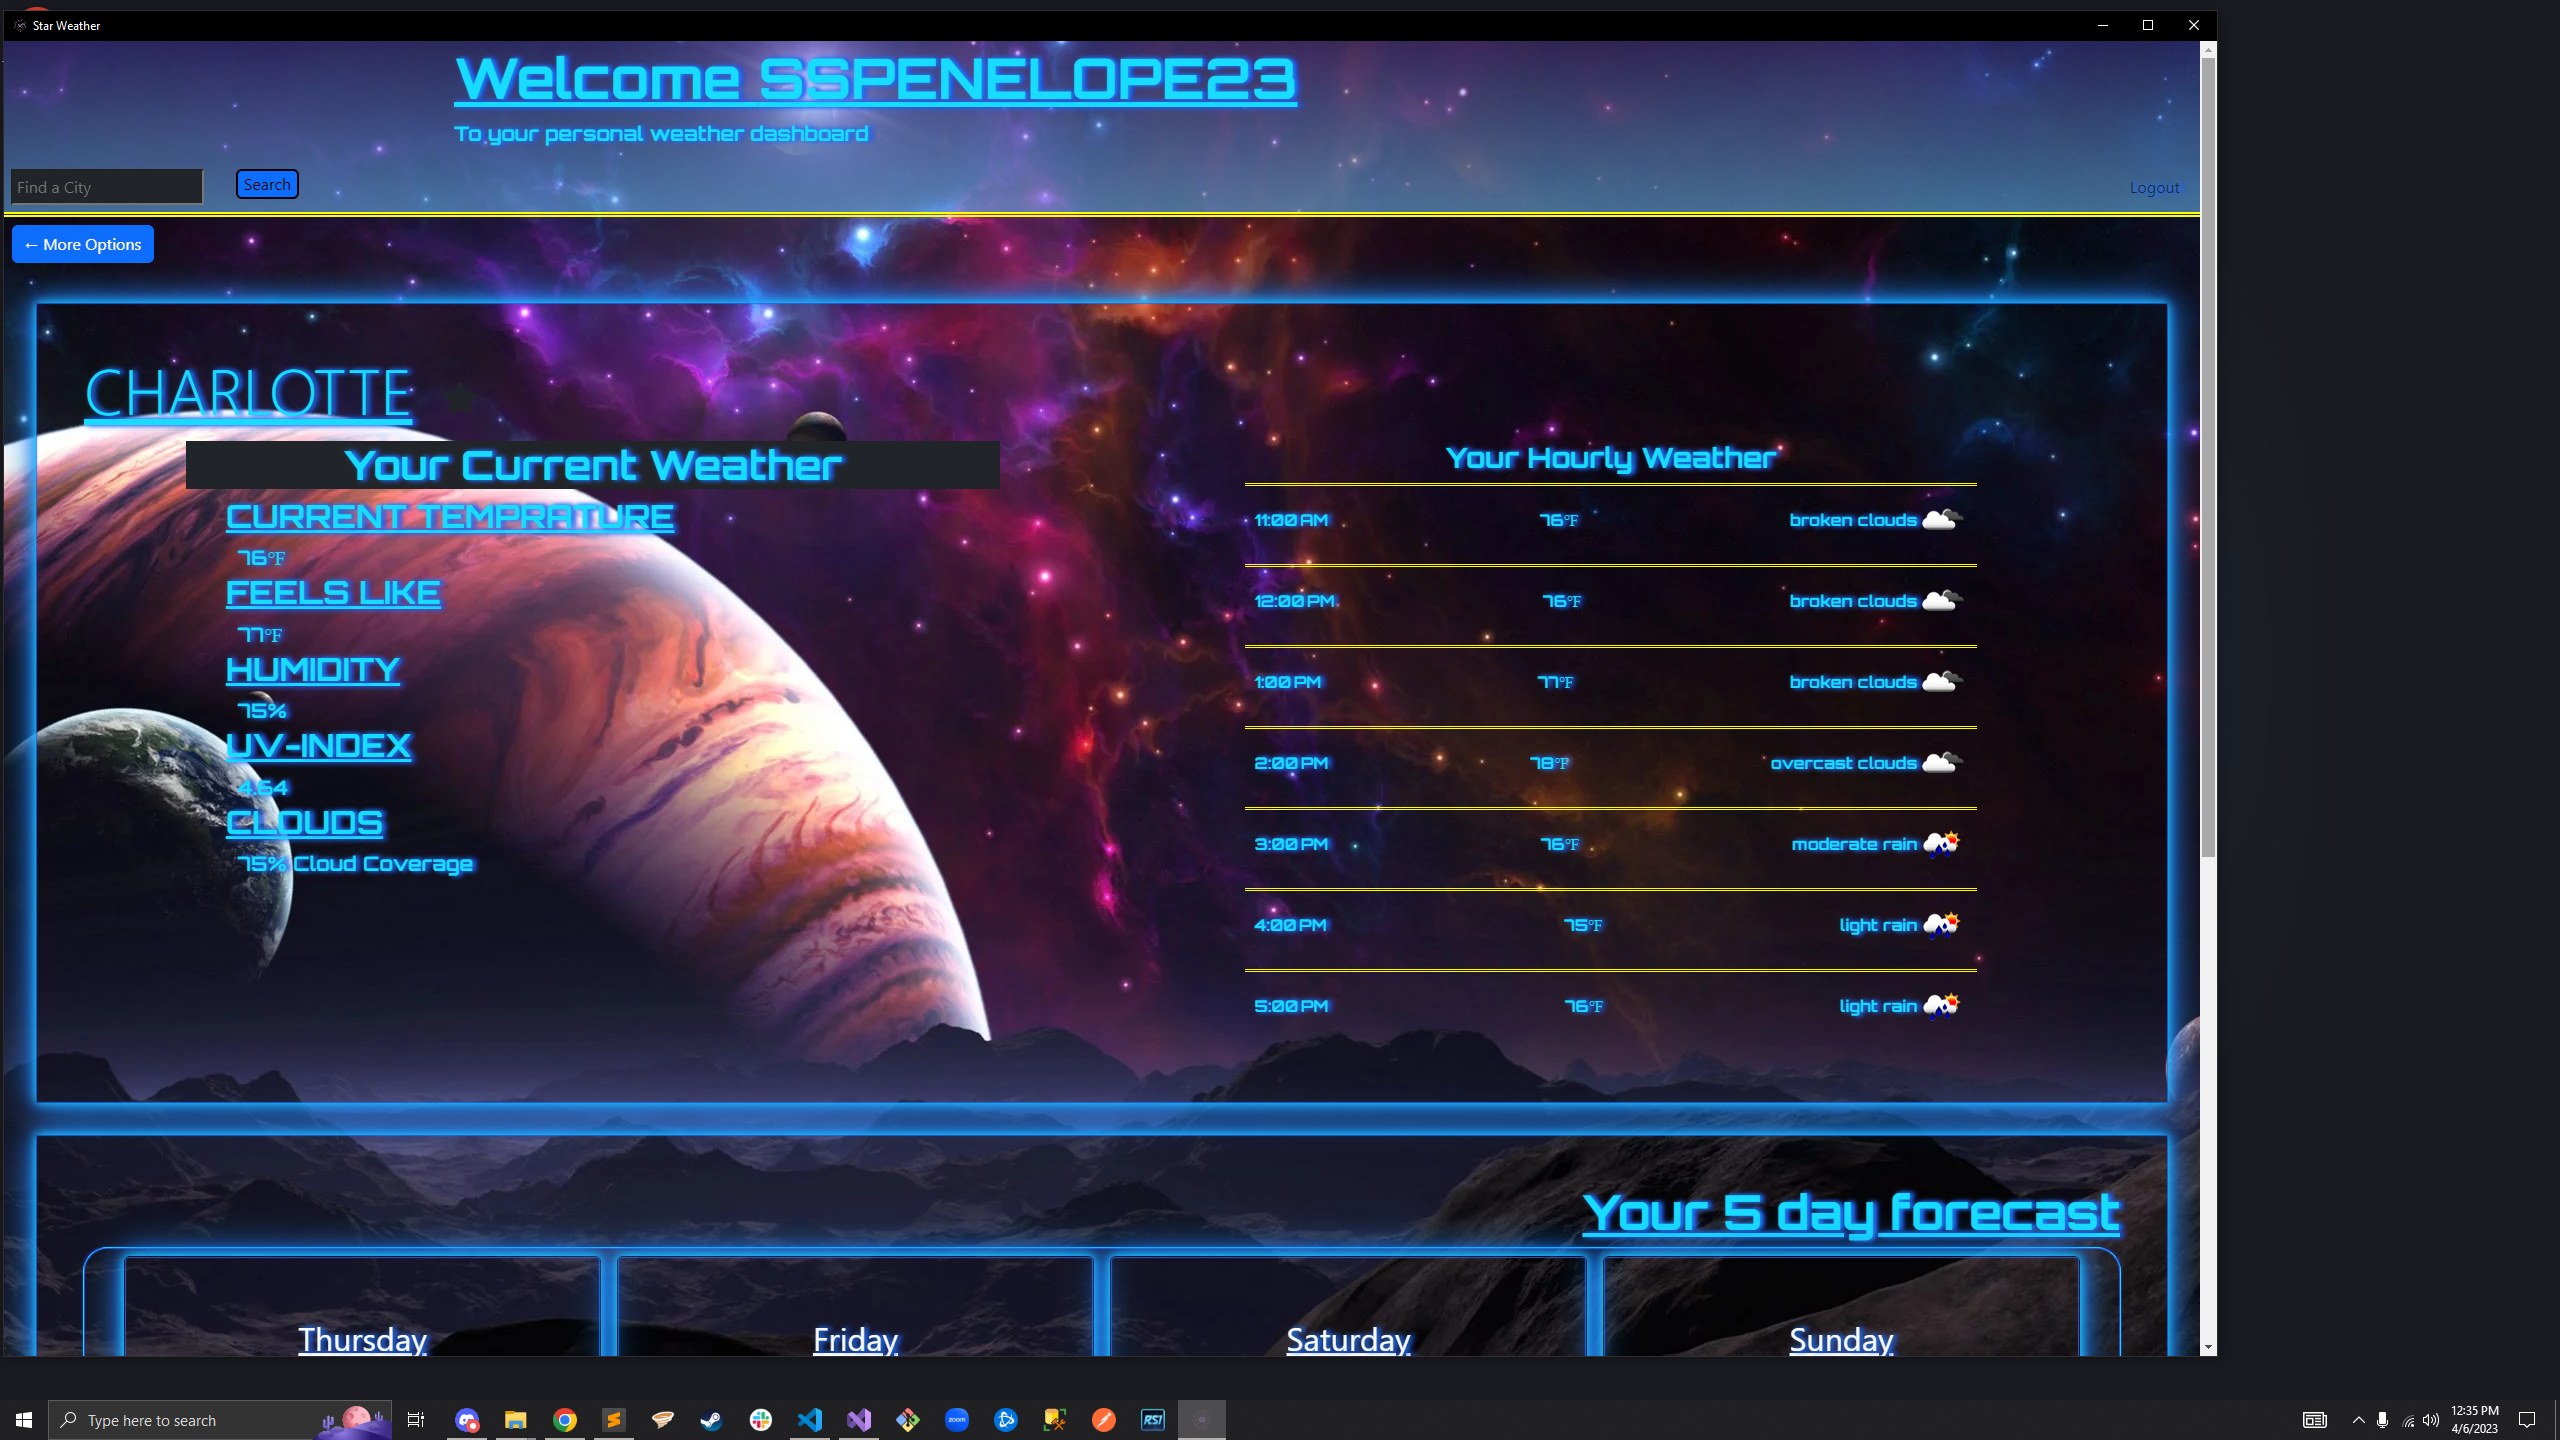 Star Weather
Welcome SSPENELOPE23
To your personal weather dashboard
Find a City
Search
Logout
← More Options
CHARLOTTE
Your Current Weather
CURRENT TEMPRATURE
76°F
FEELS LIKE
77°F
HUMIDITY
75%
UV-INDEX
4.64
CLOUDS
75% Cloud Coverage
Your Hourly Weather
11:00 AM 76°F broken clouds
12:00 PM 76°F broken clouds
1:00 PM 77°F broken clouds
2:00 PM 78°F overcast clouds
3:00 PM 76°F moderate rain
4:00 PM 75°F light rain
5:00 PM 76°F light rain
Your 5 day forecast
Thursday Friday Saturday Sunday
Type here to search
zoom
RSI
12:35 PM
4/6/2023